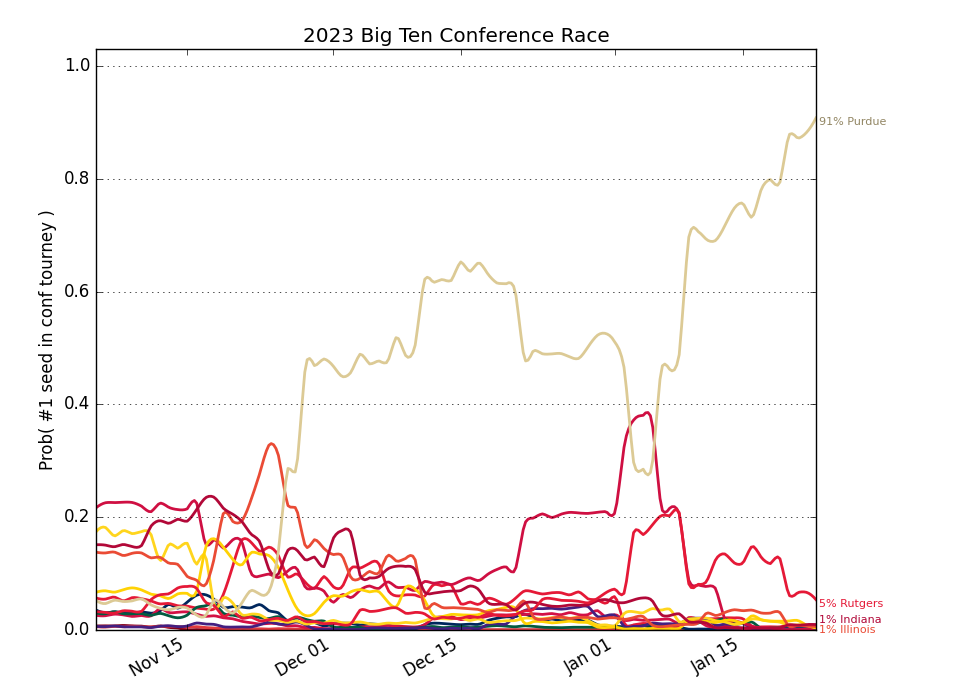 2023 Big Ten Conference Race
Prob( #1 seed in conf tourney )
1.0
0.8
0.6
0.4
0.2
0.0
Nov 15
Dec 01
Dec 15
Jan 01
Jan 15
91% Purdue
5% Rutgers
1% Indiana
1% Illinois